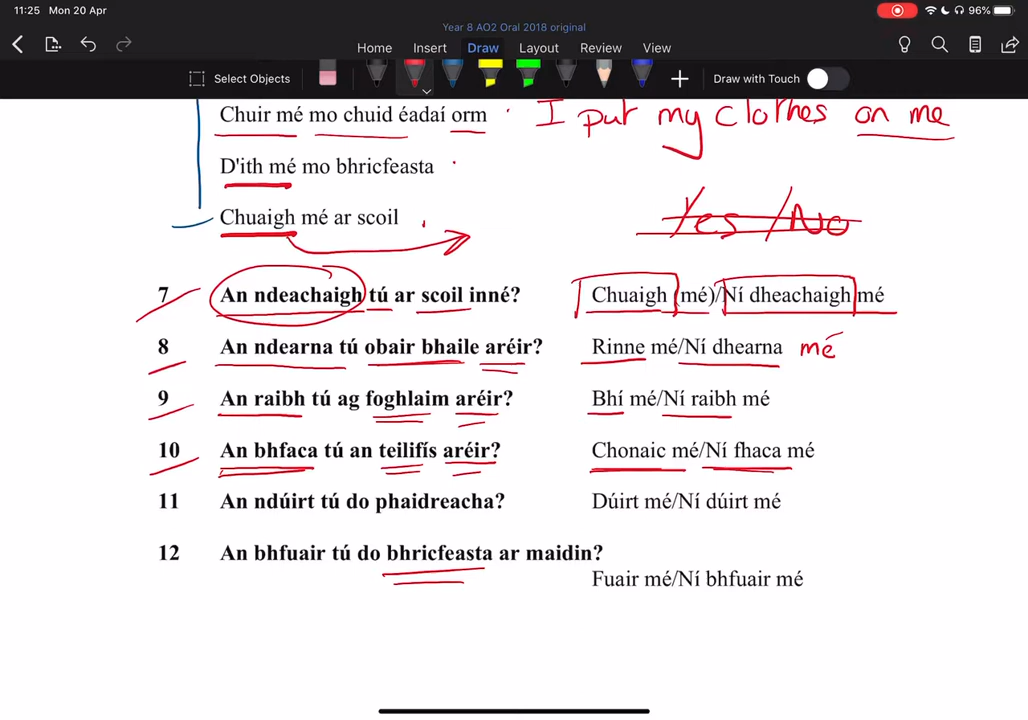 11:25 Mon 20 Apr 96%
Year 8 AO2 Oral 2018 original
Home Insert Draw Layout Review View
Select Objects Draw with Touch
Chuir mé mo chuid éadaí orm I put my clothes on me
D'ith mé mo bhricfeasta
Chuaigh mé ar scoil Yes/No
7 An ndeachaigh tú ar scoil inné? Chuaigh (mé)/Ní dheachaigh mé
8 An ndearna tú obair bhaile aréir? Rinne mé/Ní dhearna mé
9 An raibh tú ag foghlaim aréir? Bhí mé/Ní raibh mé
10 An bhfaca tú an teilifís aréir? Chonaic mé/Ní fhaca mé
11 An ndúirt tú do phaidreacha? Dúirt mé/Ní dúirt mé
12 An bhfuair tú do bhricfeasta ar maidin?
Fuair mé/Ní bhfuair mé